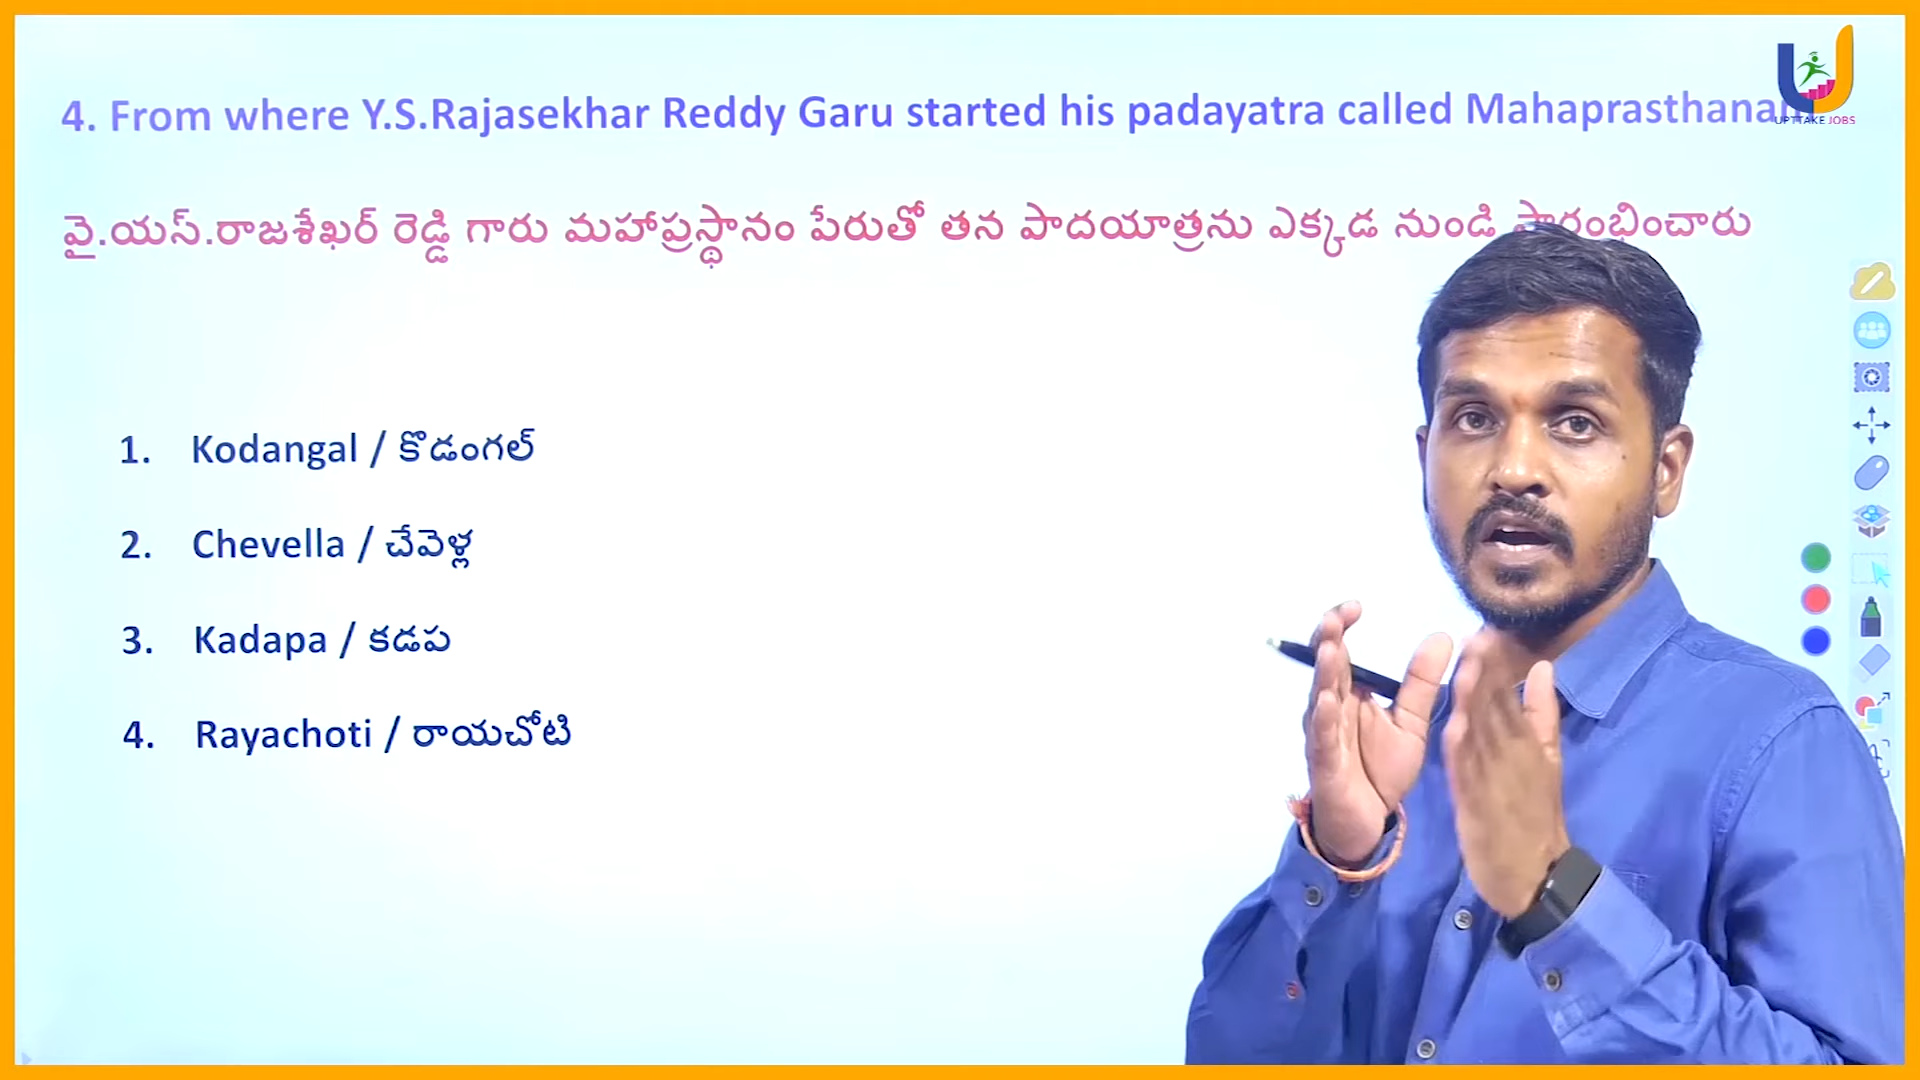 4. From where Y.S.Rajasekhar Reddy Garu started his padayatra called Mahaprasthanam
వై.యస్.రాజశేఖర్ రెడ్డి గారు మహాప్రస్థానం పేరుతో తన పాదయాత్రను ఎక్కడ నుండి ప్రారంభించారు
1. Kodangal / కొడంగల్
2. Chevella / చేవెళ్ల
3. Kadapa / కడప
4. Rayachoti / రాయచోటి
UPTTAKE JOBS